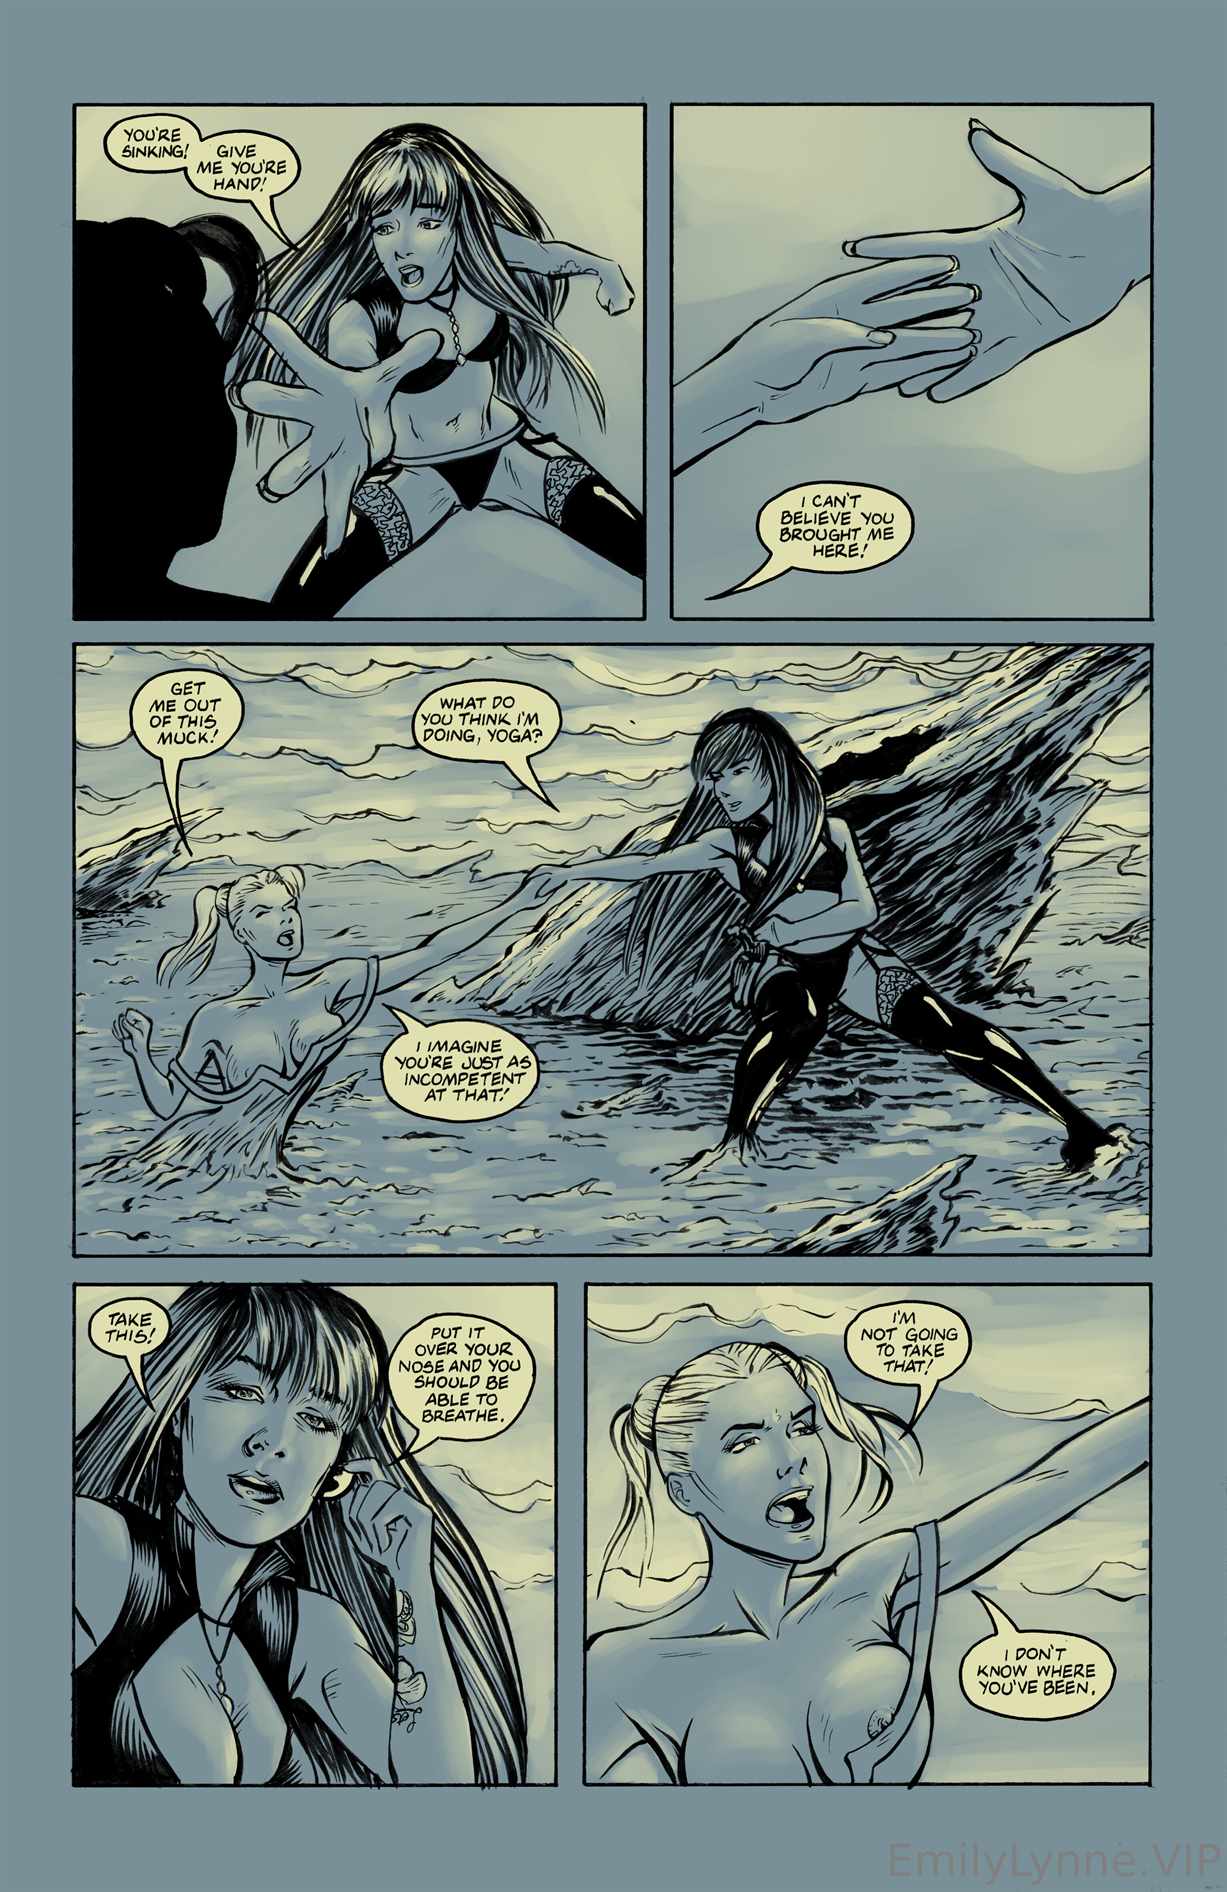 YOU'RE
SINKING!
GIVE
ME YOU'RE
HAND!
I CAN'T
BELIEVE YOU
BROUGHT ME
HERE!
GET
ME OUT
OF THIS
MUCK!
WHAT DO
YOU THINK I'M
DOING, YOGA?
I IMAGINE
YOU'RE JUST AS
INCOMPETENT
AT THAT!
TAKE
THIS!
PUT IT
OVER YOUR
NOSE AND YOU
SHOULD BE
ABLE TO
BREATHE.
I'M
NOT GOING
TO TAKE
THAT!
I DON'T
KNOW WHERE
YOU'VE BEEN.
EmilyLynne.VIP